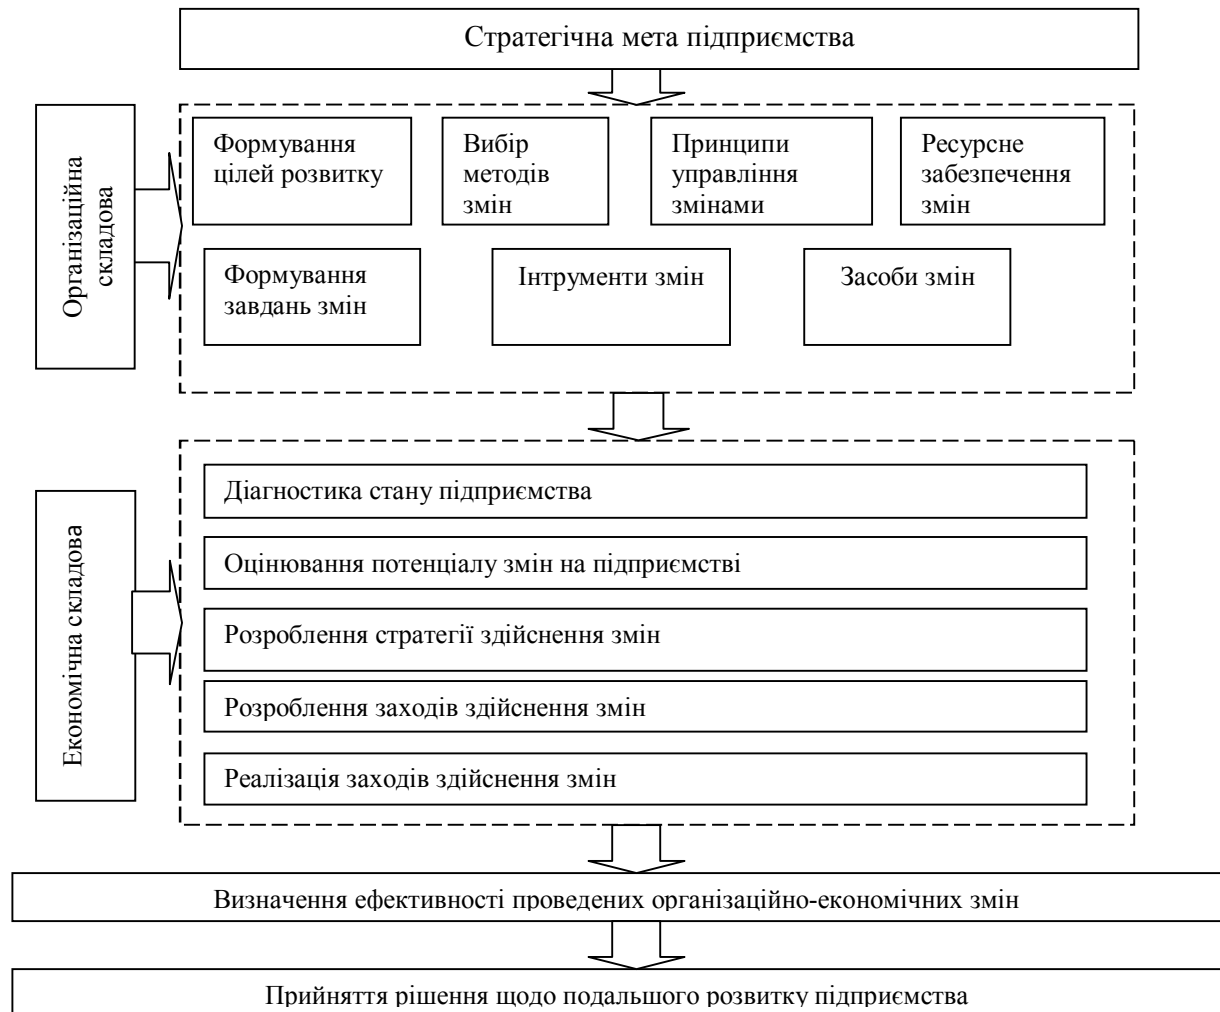 Стратегічна мета підприємства
Організаційна
складова
Формування
цілей розвитку
Вибір
методів
змін
Принципи
управління
змінами
Ресурсне
забезпечення
змін
Формування
завдань змін
Інтрументи змін
Засоби змін
Економічна складова
Діагностика стану підприємства
Оцінювання потенціалу змін на підприємстві
Розроблення стратегії здійснення змін
Розроблення заходів здійснення змін
Реалізація заходів здійснення змін
Визначення ефективності проведених організаційно-економічних змін
Прийняття рішення щодо подальшого розвитку підприємства